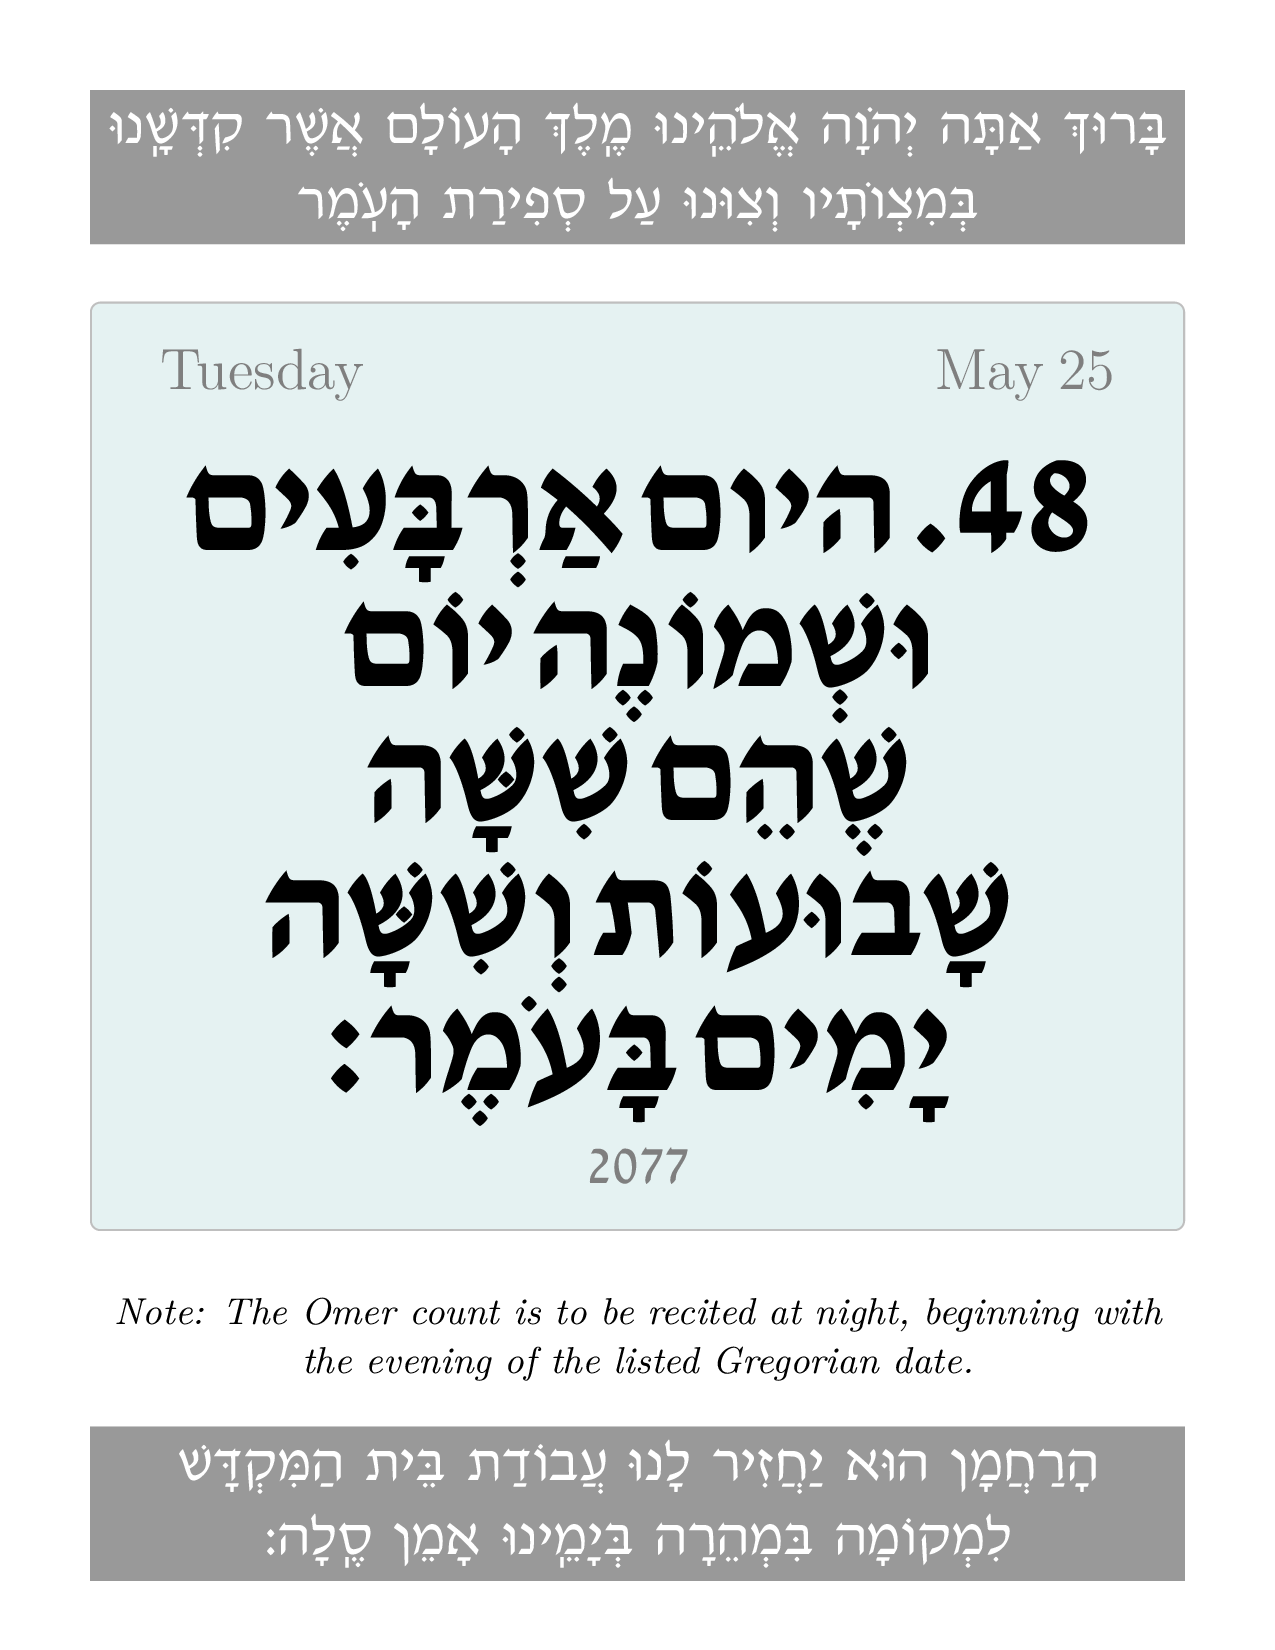 בָּרוּךְ אַתָּה יְהֹוָה אֱלֹהֵֽינוּ מֶֽלֶךְ הָעוֹלָם אֲשֶׁר קִדְּשָֽׁנוּ
בְּמִצְוֹתָיו וְצִוּנוּ עַל סְפִירַת הָעֹֽמֶר
Tuesday May 25
48. היום אַרְבָּעִים
וּשְׁמוֹנֶה יוֹם
שֶׁהֵם שִׁשָּׁה
שָׁבוּעוֹת וְשִׁשָּׁה
יָמִים בָּעֹמֶר:
2077
Note: The Omer count is to be recited at night, beginning with
the evening of the listed Gregorian date.
הָרַחֲמָן הוּא יַחֲזִיר לָנוּ עֲבוֹדַת בֵּית הַמִּקְדָּשׁ
לִמְקוֹמָה בִּמְהֵרָה בְּיָמֵֽינוּ אָמֵן סֶֽלָה: